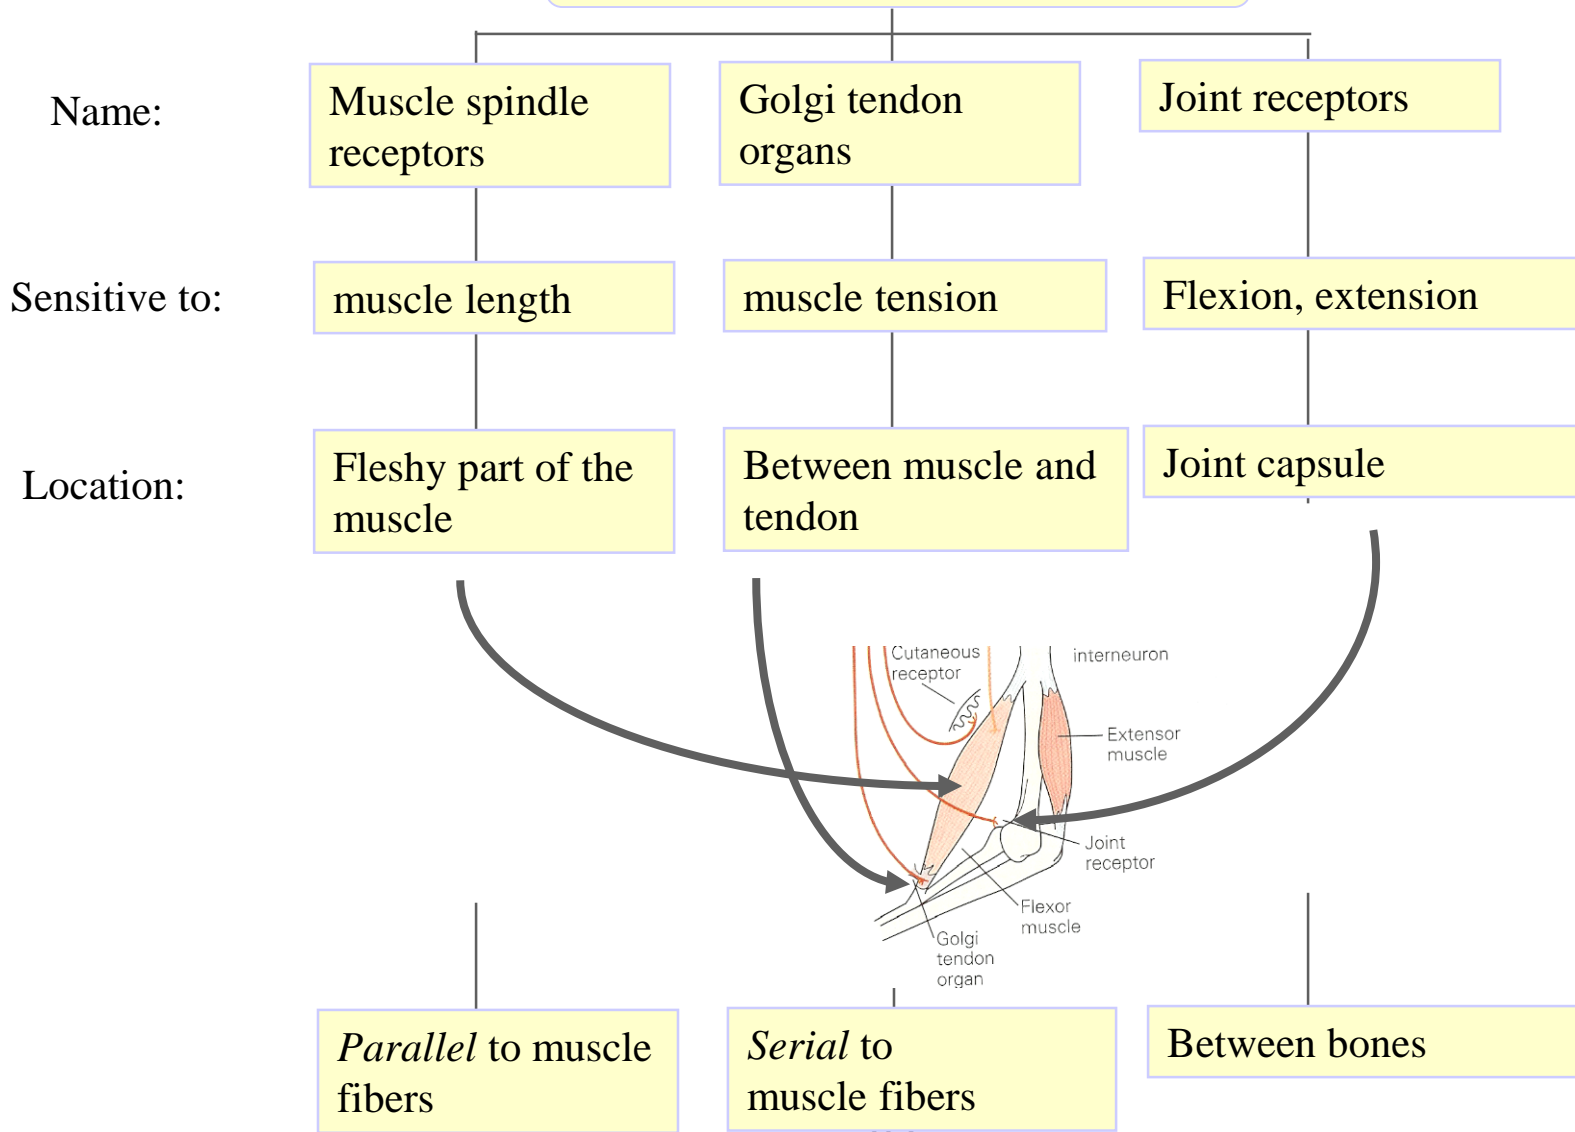 Name:
Muscle spindle
receptors
Golgi tendon
organs
Joint receptors
Sensitive to:
muscle length
muscle tension
Flexion, extension
Location:
Fleshy part of the
muscle
Between muscle and
tendon
Joint capsule
Cutaneous
receptor
interneuron
Extensor
muscle
Joint
receptor
Flexor
muscle
Golgi
tendon
organ
Parallel to muscle
fibers
Serial to
muscle fibers
Between bones